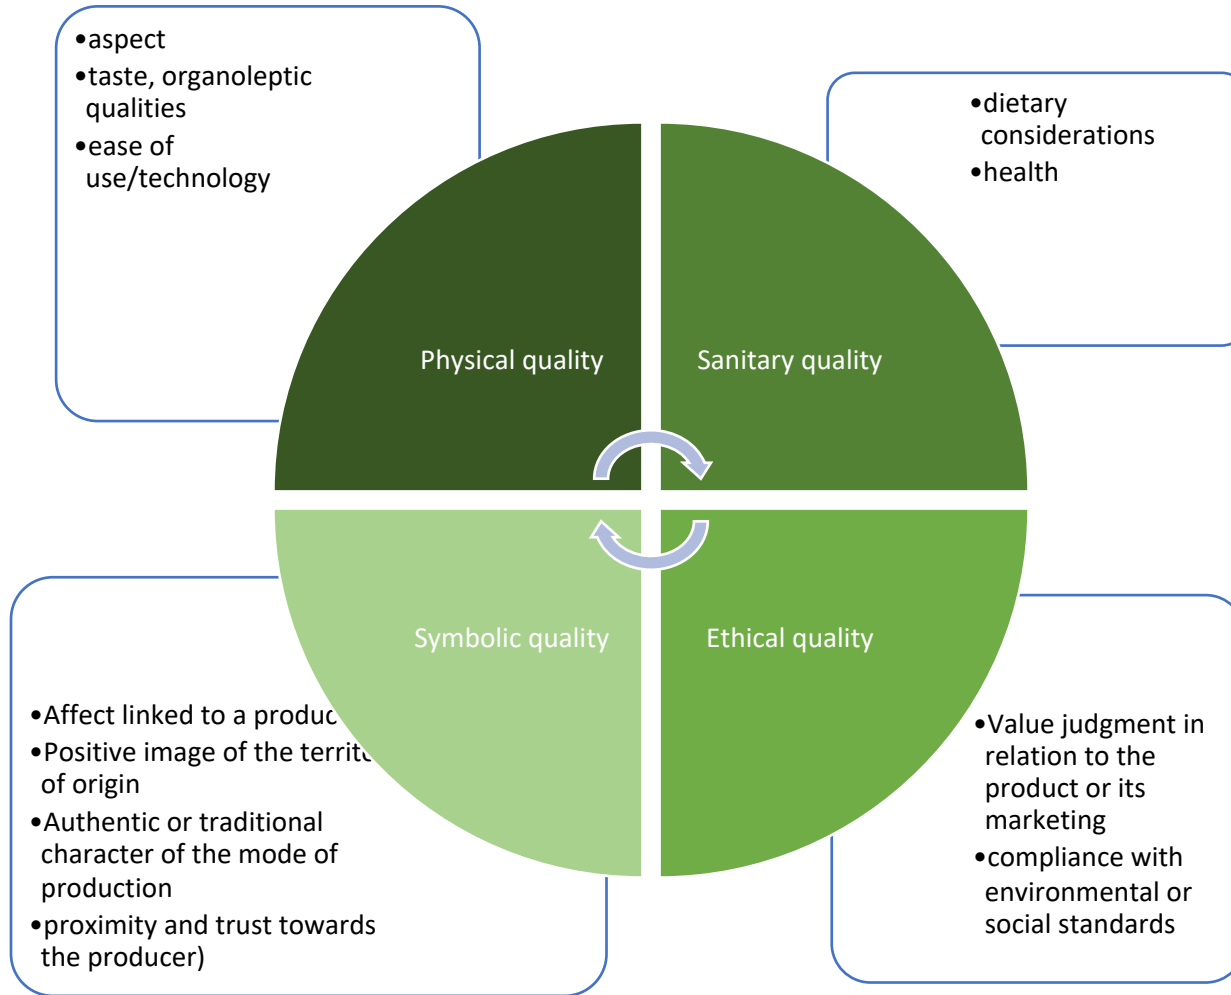 •aspect
•taste, organoleptic
qualities
•ease of
use/technology
•dietary
considerations
•health
Physical quality
Sanitary quality
Symbolic quality
Ethical quality
•Affect linked to a
•Positive image of the
of origin
•Authentic or traditional
character of the mode of
production
•proximity and trust towards
the producer)
•Value judgment in
relation to the
product or its
marketing
•compliance with
environmental or
social standards